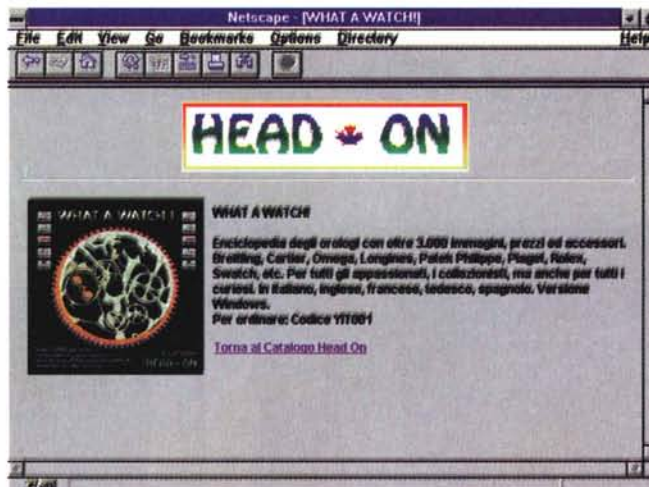 Netscape - [WHAT A WATCH!]
File Edit View Go Bookmarks Options Directory Help
HEAD ON
WHAT A WATCH !
HEAD-ON
WHAT A WATCH!
Enciclopedia degli orologi con oltre 3.000 immagini, prezzi ed accessori.
Breitling, Cartier, Omega, Longines, Patek Philippe, Piaget, Rolex,
Swatch, etc. Per tutti gli appassionati, i collezionisti, ma anche per tutti i
curiosi. In italiano, inglese, francese, tedesco, spagnolo. Versione
Windows.
Per ordinare: Codice YIT001
Torna al Catalogo Head On